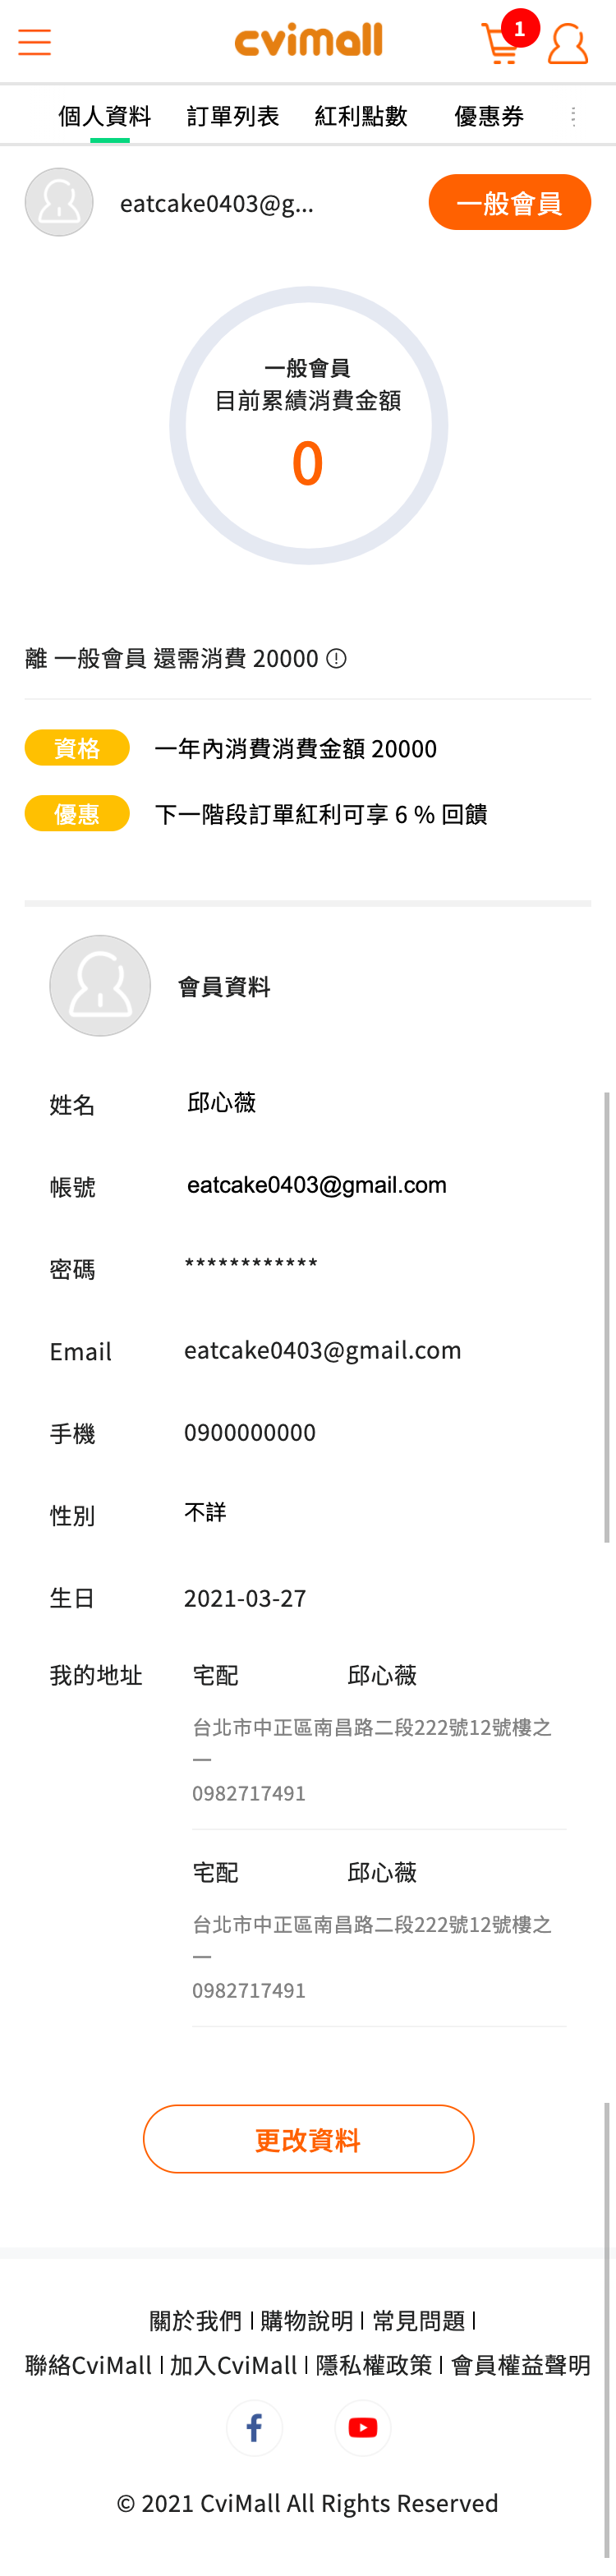 cvimall
1
個人資料 訂單列表 紅利點數 優惠券
eatcake0403@g... 一般會員
一般會員
目前累績消費金額
0
離 一般會員 還需消費 20000
資格 一年內消費消費金額 20000
優惠 下一階段訂單紅利可享 6 % 回饋
會員資料
姓名 邱心薇
帳號 eatcake0403@gmail.com
密碼 ************
Email eatcake0403@gmail.com
手機 0900000000
性別 不詳
生日 2021-03-27
我的地址 宅配 邱心薇
台北市中正區南昌路二段222號12號樓之
一
0982717491
宅配 邱心薇
台北市中正區南昌路二段222號12號樓之
一
0982717491
更改資料
關於我們 | 購物說明 | 常見問題 |
聯絡CviMall | 加入CviMall | 隱私權政策 | 會員權益聲明
© 2021 CviMall All Rights Reserved